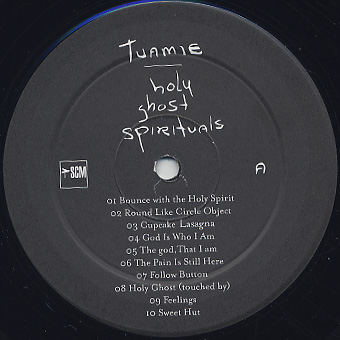 Tuamie
holy
ghost
spirituals
SCM
A
01 Bounce with the Holy Spirit
02 Round Like Circle Object
03 Cupcake Lasagna
04 God Is Who I Am
05 The god, That I am
06 The Pain Is Still Here
07 Follow Button
08 Holy Ghost (touched by)
09 Feelings
10 Sweet Hut